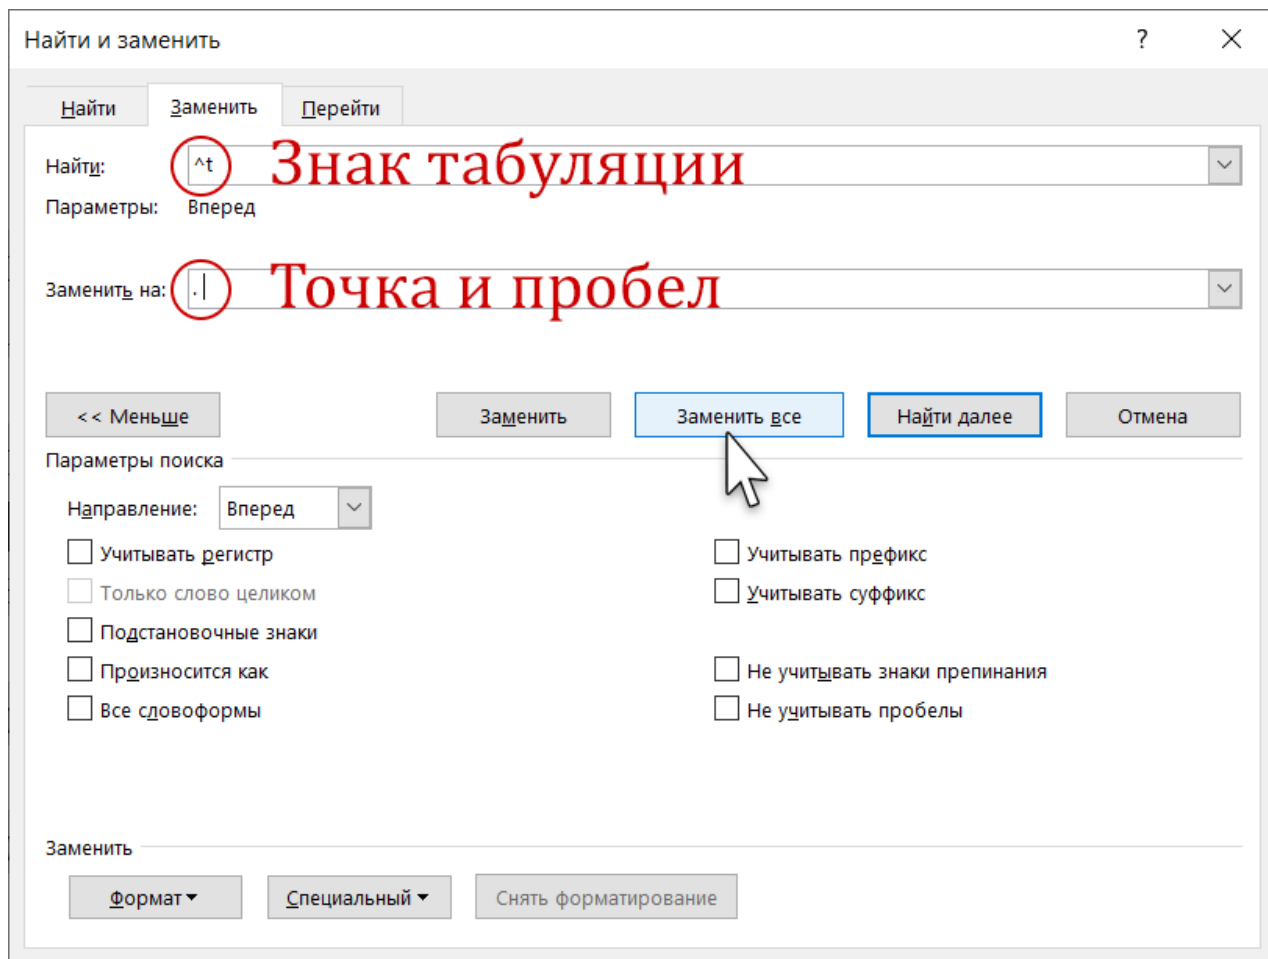 Найти и заменить ?
Найти Заменить Перейти
Найти: ^t Знак табуляции
Параметры: Вперед
Заменить на: . Точка и пробел
<< Меньше Заменить Заменить все Найти далее Отмена
Параметры поиска
Направление: Вперед
Учитывать регистр Учитывать префикс
Только слово целиком Учитывать суффикс
Подстановочные знаки
Произносится как Не учитывать знаки препинания
Все словоформы Не учитывать пробелы
Заменить
Формат Специальный Снять форматирование